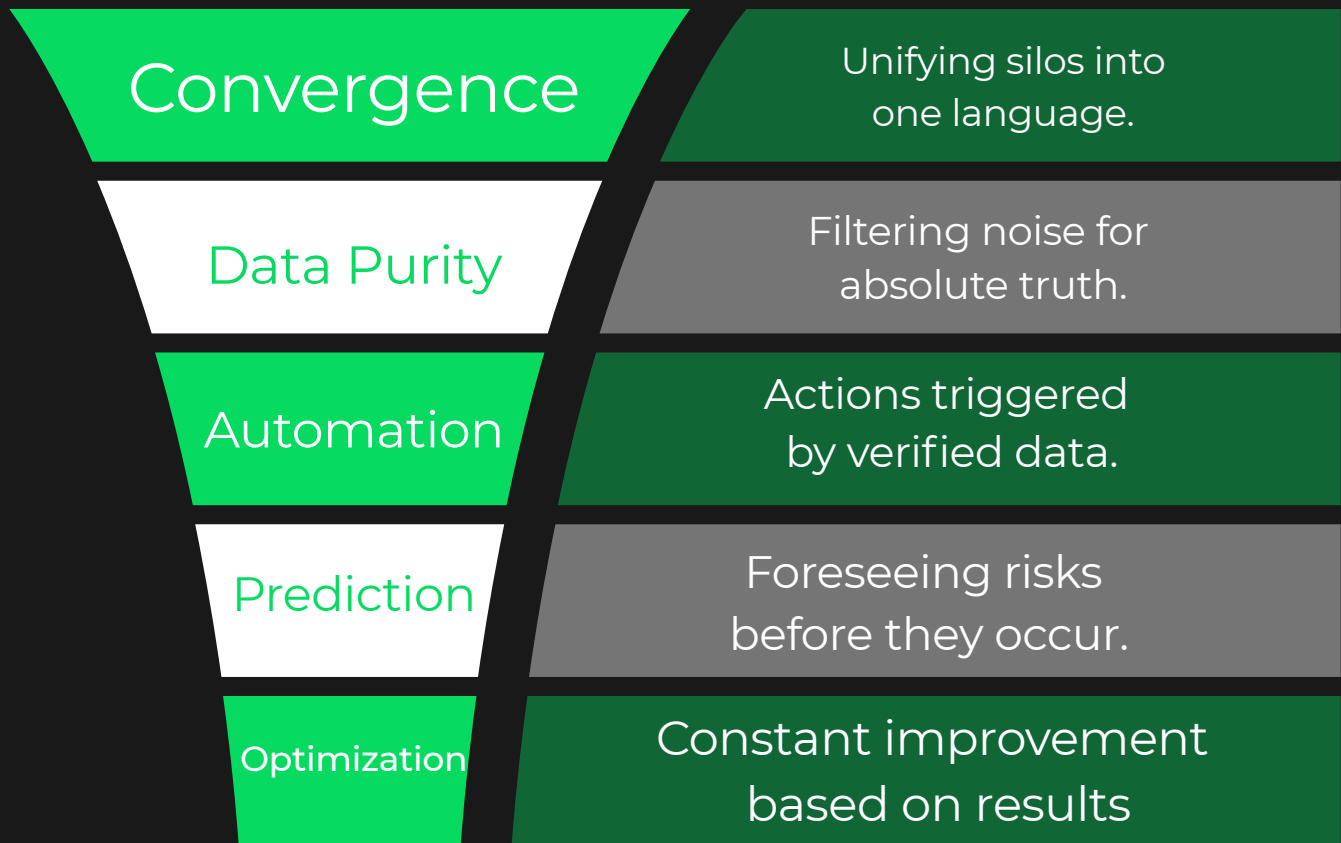 Convergence
Unifying silos into
one language.
Data Purity
Filtering noise for
absolute truth.
Automation
Actions triggered
by verified data.
Prediction
Foreseeing risks
before they occur.
Optimization
Constant improvement
based on results